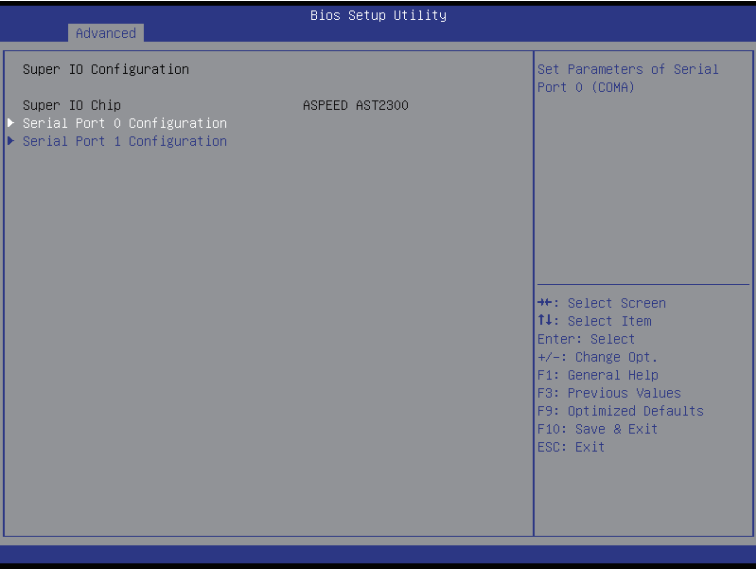 Bios Setup Utility
Advanced
Super IO Configuration
Super IO Chip ASPEED AST2300
Serial Port 0 Configuration
Serial Port 1 Configuration
Set Parameters of Serial
Port 0 (COMA)
→←: Select Screen
↑↓: Select Item
Enter: Select
+/-: Change Opt.
F1: General Help
F3: Previous Values
F9: Optimized Defaults
F10: Save & Exit
ESC: Exit